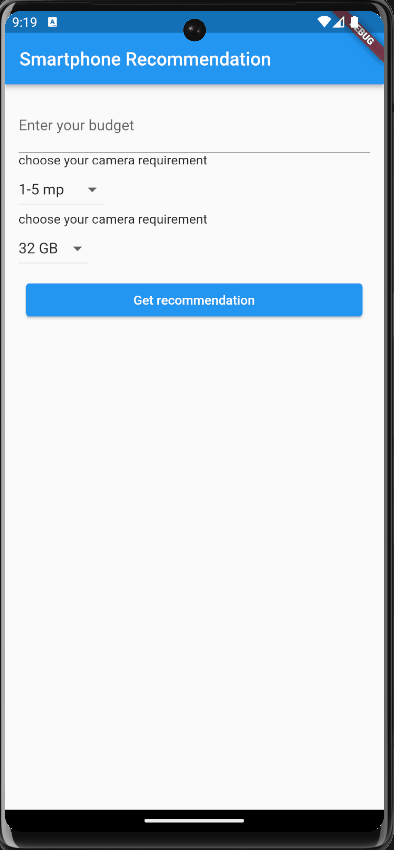 9:19
A
DEBUG
Smartphone Recommendation
Enter your budget
choose your camera requirement
1-5 mp
choose your camera requirement
32 GB
Get recommendation